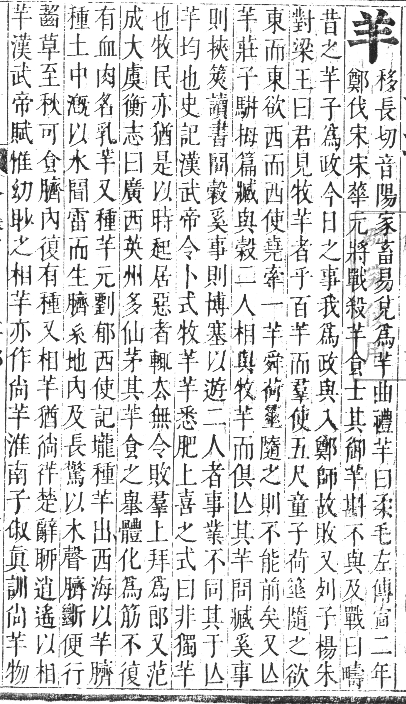 羊
移長切音陽家畜易兌爲羊曲禮羊曰柔毛左傳宣二年
鄭伐宋宋華元將戰殺羊食士其御羊斟不與及戰曰疇
昔之羊子爲政今日之事我爲政與入鄭師故敗又列子楊朱
對梁王曰君見牧羊者乎百羊而羣使五尺童子荷箠隨之欲
東而東欲西而西使堯牽一羊舜荷箠隨之則不能前矣又亾
羊莊子駢拇篇臧與穀二人相與牧羊而俱亾其羊問臧奚事
則挾筴讀書問穀奚事則博塞以遊二人者事業不同其于亾
羊均也史記漢武帝令卜式牧羊羊悉肥上喜之式曰非獨羊
也牧民亦猶是以時起居惡者輒去無令敗羣上拜爲郎又范
成大虞衡志曰廣西英州多仙茅其羊食之舉體化爲筋不復
有血肉名乳羊又種羊元劉郁西使記壠種羊出西海以羊臍
種土中漑以水聞雷而生臍系地內及長驚以木聲臍斷便行
齧草至秋可食臍內復有種又相羊猶徜徉楚辭聊逍遙以相
羊漢武帝賦惟幼眇之相羊亦作尙羊淮南子俶眞訓尙羊物